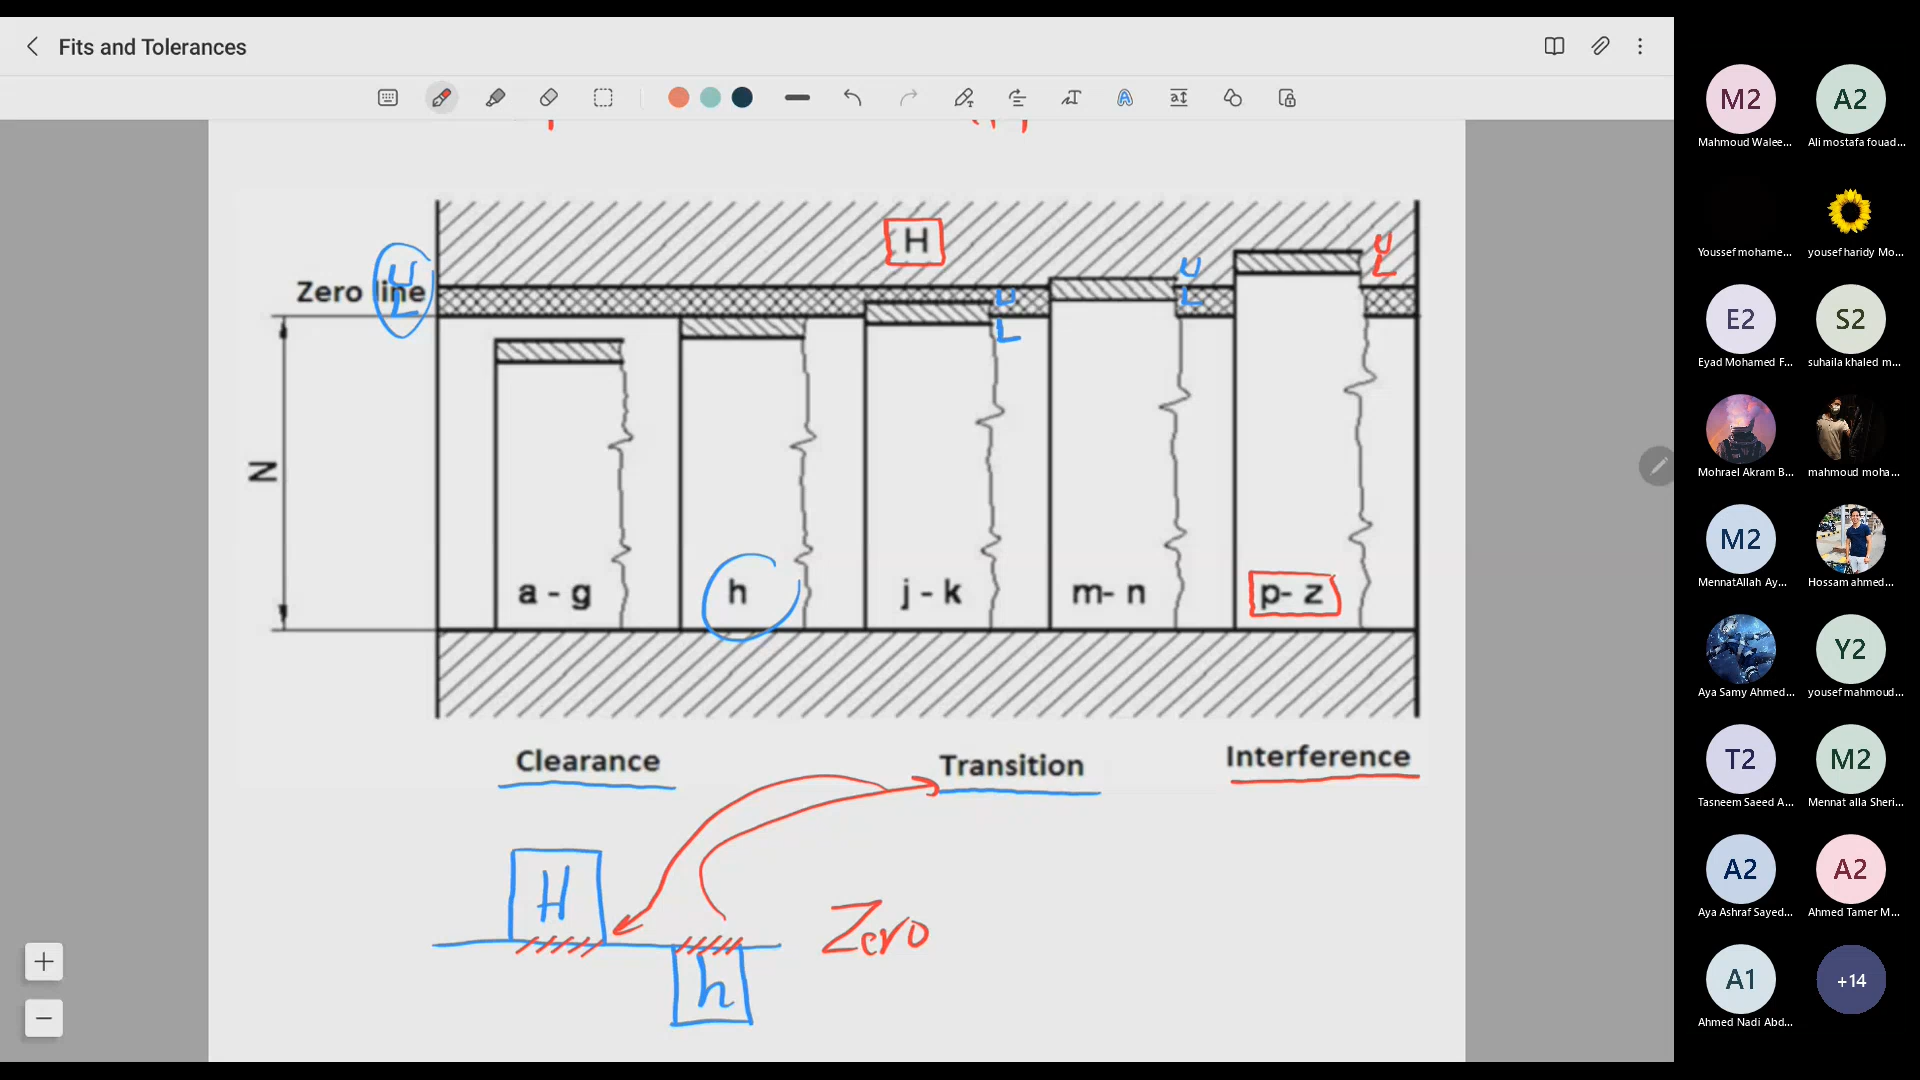 Fits and Tolerances
H
U
L
U
L
U
L
U
L
Zero line
N
a - g
h
j - k
m- n
p- z
Clearance
Transition
Interference
H
Zero
h
M2
A2
Mahmoud Walee...
Ali mostafa fouad...
Youssef mohame...
yousef haridy Mo...
E2
S2
Eyad Mohamed F...
suhaila khaled m...
Mohrael Akram B...
mahmoud moha...
M2
MennatAllah Ay...
Hossam ahmed...
Y2
Aya Samy Ahmed...
yousef mahmoud...
T2
M2
Tasneem Saeed A...
Mennat alla Sheri...
A2
A2
Aya Ashraf Sayed...
Ahmed Tamer M...
A1
+14
Ahmed Nadi Abd...